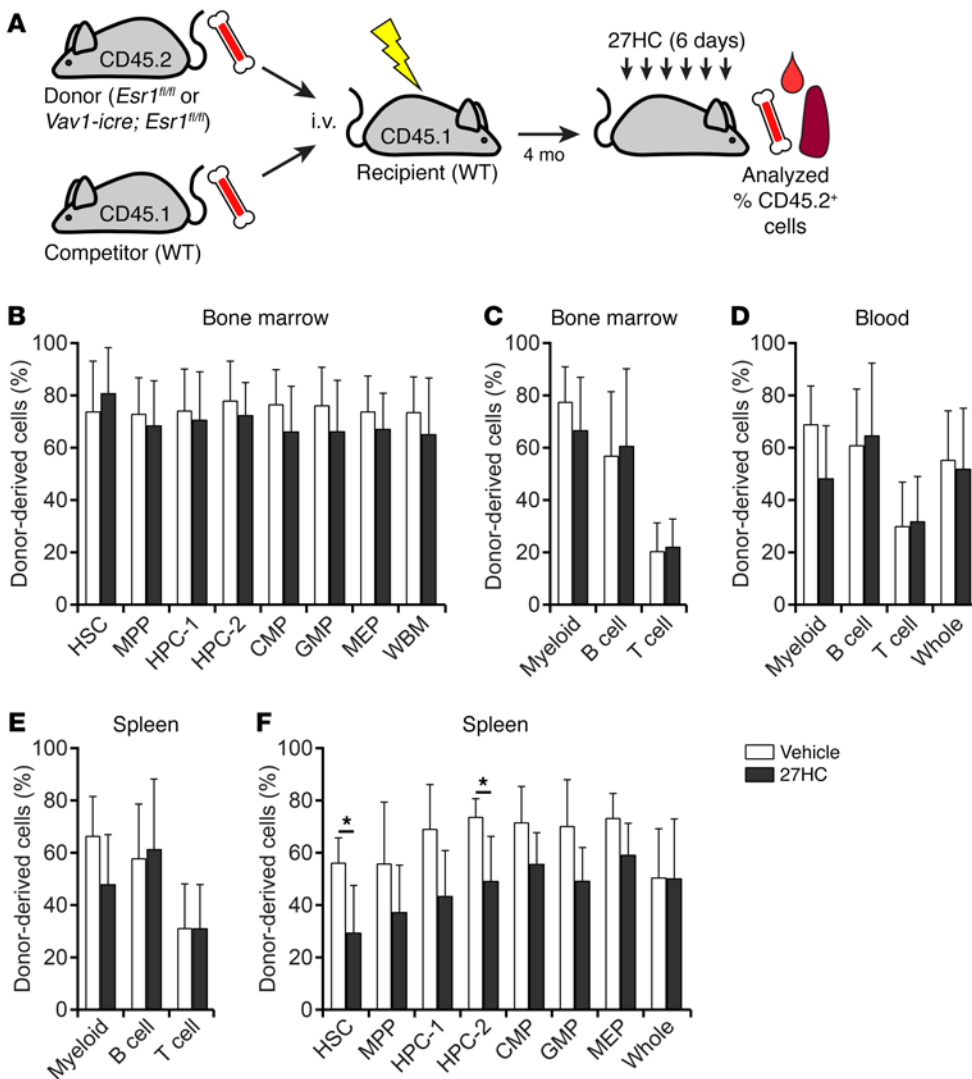 A
CD45.2
Donor (Esr1fl/fl or
Vav1-icre; Esr1fl/fl)
CD45.1
Competitor (WT)
i.v.
CD45.1
Recipient (WT)
4 mo
27HC (6 days)
Analyzed
% CD45.2+
cells
B
Bone marrow
Donor-derived cells (%)
100
80
60
40
20
0
HSC
MPP
HPC-1
HPC-2
CMP
GMP
MEP
WBM
C
Bone marrow
Donor-derived cells (%)
100
80
60
40
20
0
Myeloid
B cell
T cell
D
Blood
Donor-derived cells (%)
100
80
60
40
20
0
Myeloid
B cell
T cell
Whole
E
Spleen
Donor-derived cells (%)
100
80
60
40
20
0
Myeloid
B cell
T cell
F
Spleen
Donor-derived cells (%)
100
80
60
40
20
0
*
*
HSC
MPP
HPC-1
HPC-2
CMP
GMP
MEP
Whole
Vehicle
27HC